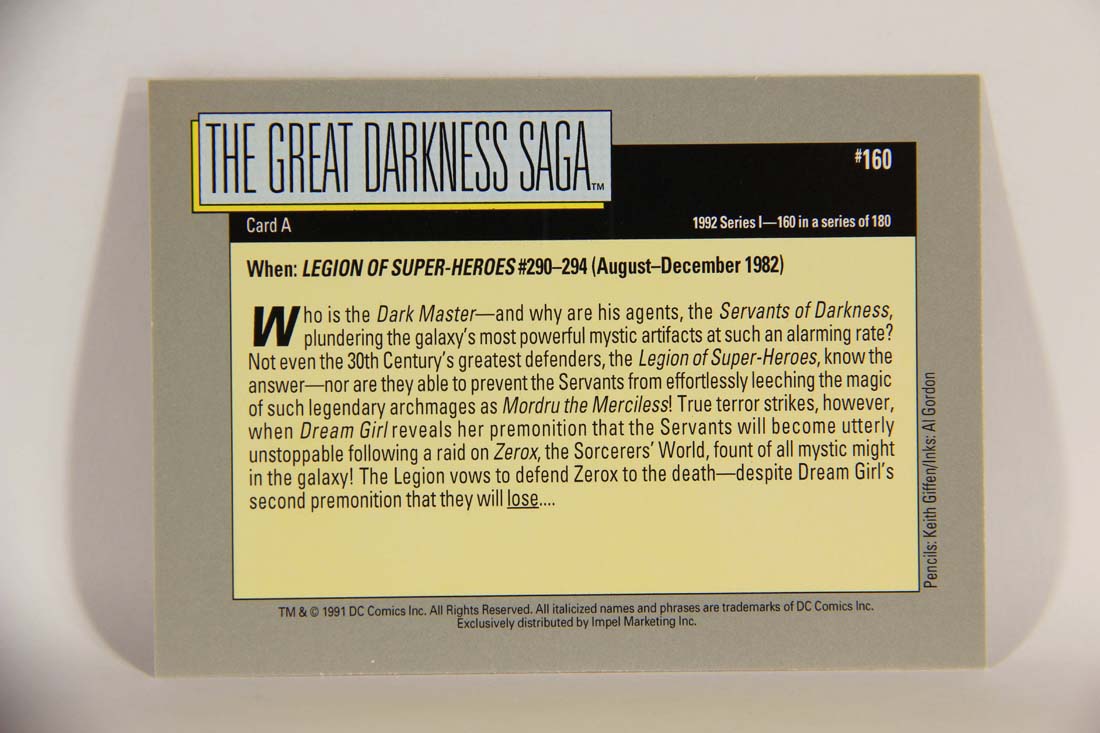 THE GREAT DARKNESS SAGA™
#160
Card A
1992 Series I—160 in a series of 180
When: LEGION OF SUPER-HEROES #290–294 (August–December 1982)
Who is the Dark Master—and why are his agents, the Servants of Darkness,
plundering the galaxy's most powerful mystic artifacts at such an alarming rate?
Not even the 30th Century's greatest defenders, the Legion of Super-Heroes, know the
answer—nor are they able to prevent the Servants from effortlessly leeching the magic
of such legendary archmages as Mordru the Merciless! True terror strikes, however,
when Dream Girl reveals her premonition that the Servants will become utterly
unstoppable following a raid on Zerox, the Sorcerers' World, fount of all mystic might
in the galaxy! The Legion vows to defend Zerox to the death—despite Dream Girl's
second premonition that they will lose....
Pencils: Keith Giffen/Inks: Al Gordon
TM & © 1991 DC Comics Inc. All Rights Reserved. All italicized names and phrases are trademarks of DC Comics Inc.
Exclusively distributed by Impel Marketing Inc.